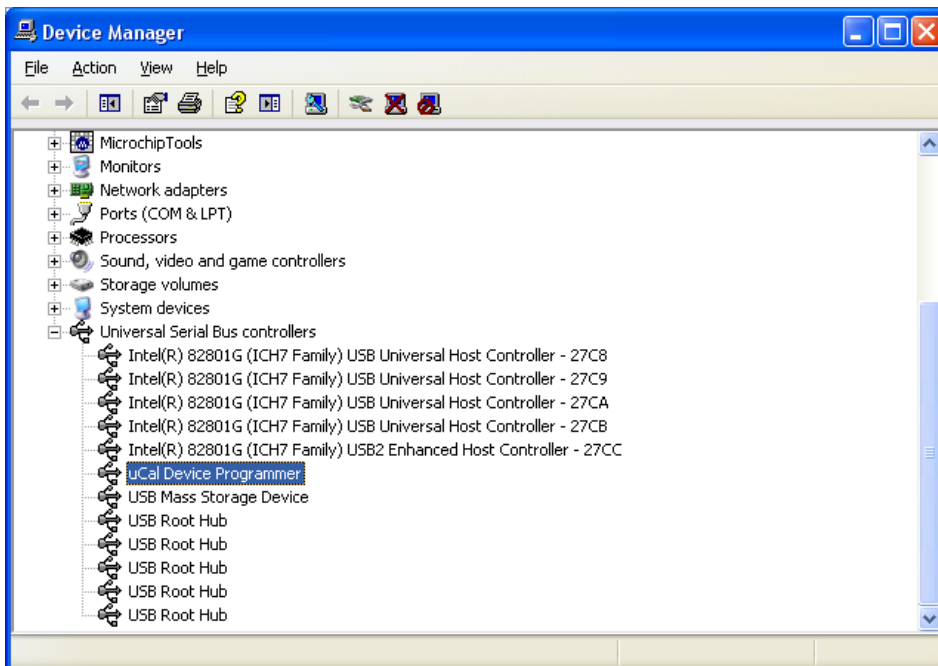 Device Manager
File Action View Help
MicrochipTools
Monitors
Network adapters
Ports (COM & LPT)
Processors
Sound, video and game controllers
Storage volumes
System devices
Universal Serial Bus controllers
Intel(R) 82801G (ICH7 Family) USB Universal Host Controller - 27C8
Intel(R) 82801G (ICH7 Family) USB Universal Host Controller - 27C9
Intel(R) 82801G (ICH7 Family) USB Universal Host Controller - 27CA
Intel(R) 82801G (ICH7 Family) USB Universal Host Controller - 27CB
Intel(R) 82801G (ICH7 Family) USB2 Enhanced Host Controller - 27CC
uCal Device Programmer
USB Mass Storage Device
USB Root Hub
USB Root Hub
USB Root Hub
USB Root Hub
USB Root Hub